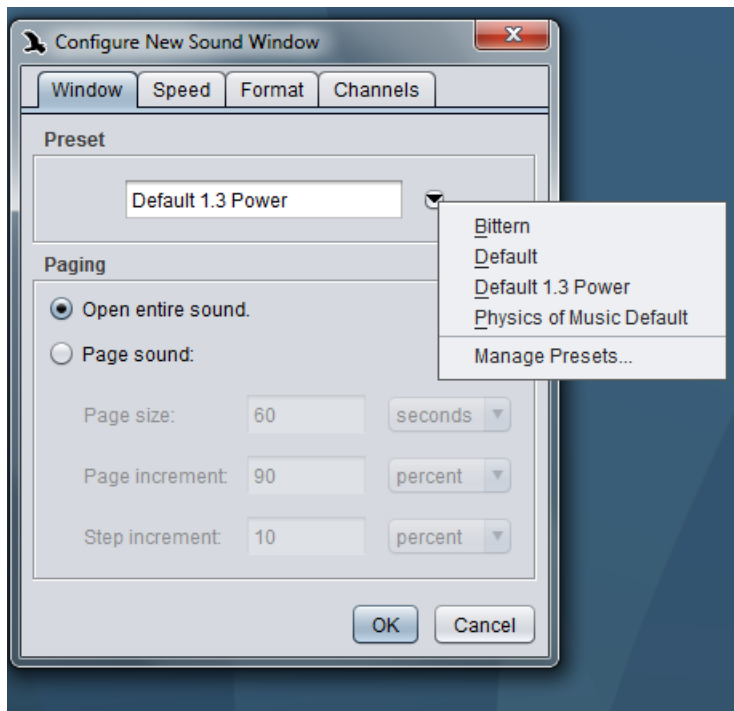 Configure New Sound Window
Window Speed Format Channels
Preset
Default 1.3 Power
Bittern
Default
Default 1.3 Power
Physics of Music Default
Manage Presets...
Paging
Open entire sound.
Page sound:
Page size: 60 seconds
Page increment: 90 percent
Step increment: 10 percent
OK Cancel